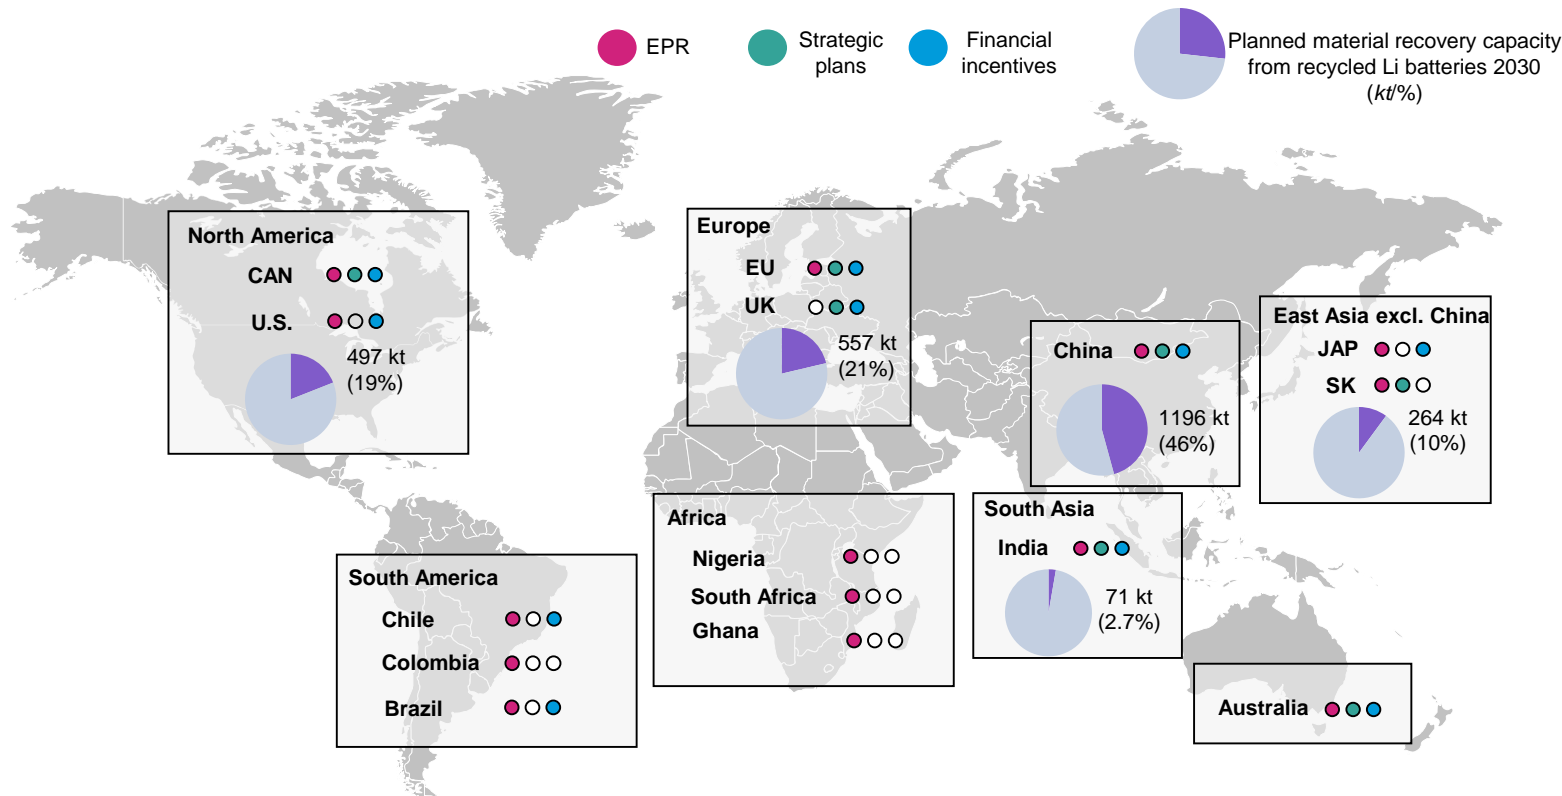 EPR
Strategic
plans
Financial
incentives
Planned material recovery capacity
from recycled Li batteries 2030
(kt/%)
North America
CAN
U.S.
497 kt
(19%)
Europe
EU
UK
557 kt
(21%)
China
1196 kt
(46%)
East Asia excl. China
JAP
SK
264 kt
(10%)
South America
Chile
Colombia
Brazil
Africa
Nigeria
South Africa
Ghana
South Asia
India
71 kt
(2.7%)
Australia